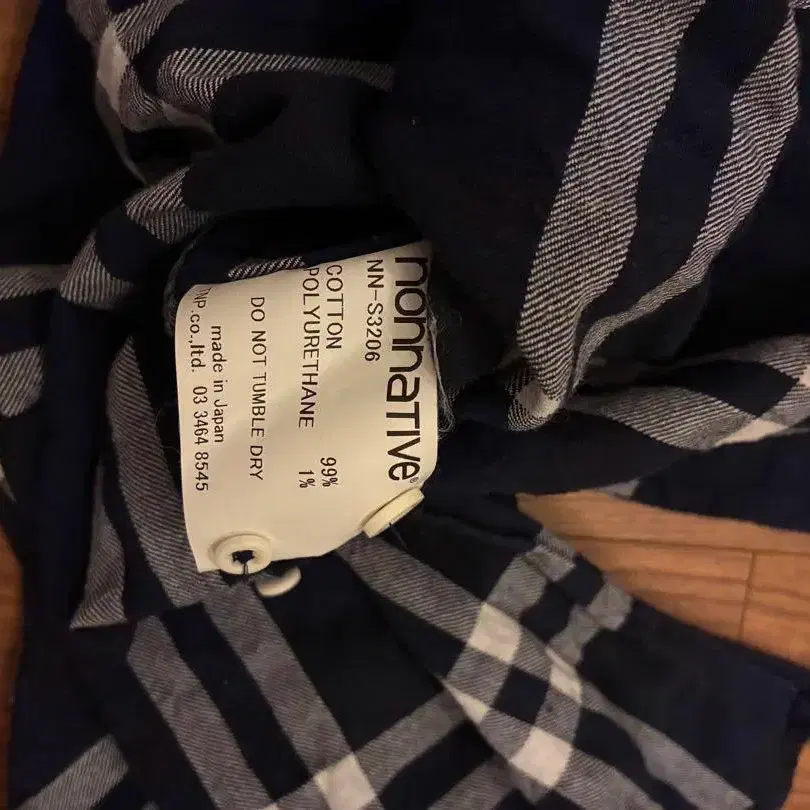 nonnaTIVe®
NN-S3206
COTTON 99%
POLYURETHANE 1%
DO NOT TUMBLE DRY
made in Japan
.co.,ltd. 03 3464 8545